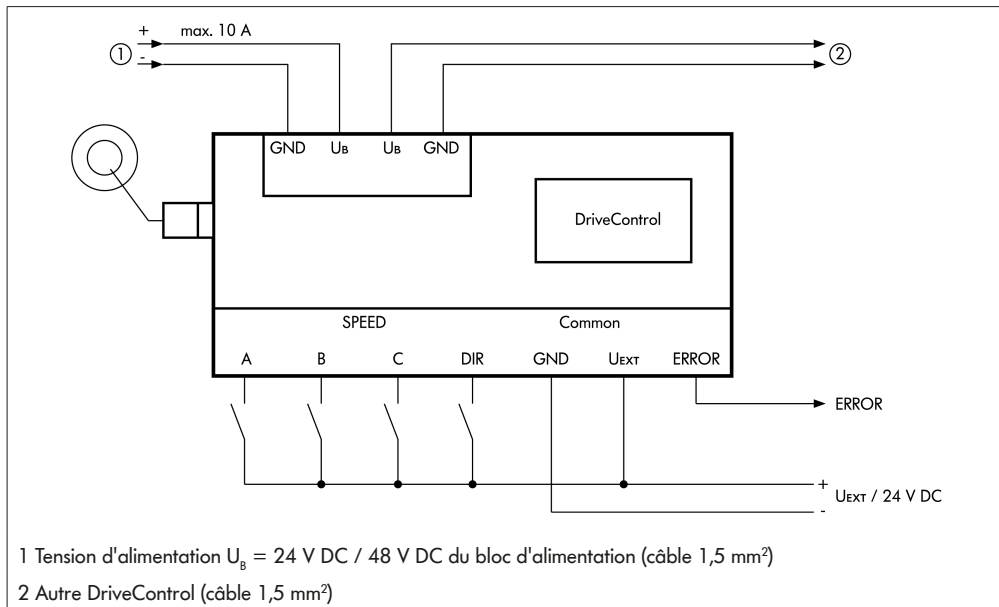 + max. 10 A
1
-
2
GND UB UB GND
DriveControl
SPEED Common
A B C DIR GND UEXT ERROR
ERROR
+
UEXT / 24 V DC
-
1 Tension d'alimentation UB = 24 V DC / 48 V DC du bloc d'alimentation (câble 1,5 mm²)
2 Autre DriveControl (câble 1,5 mm²)